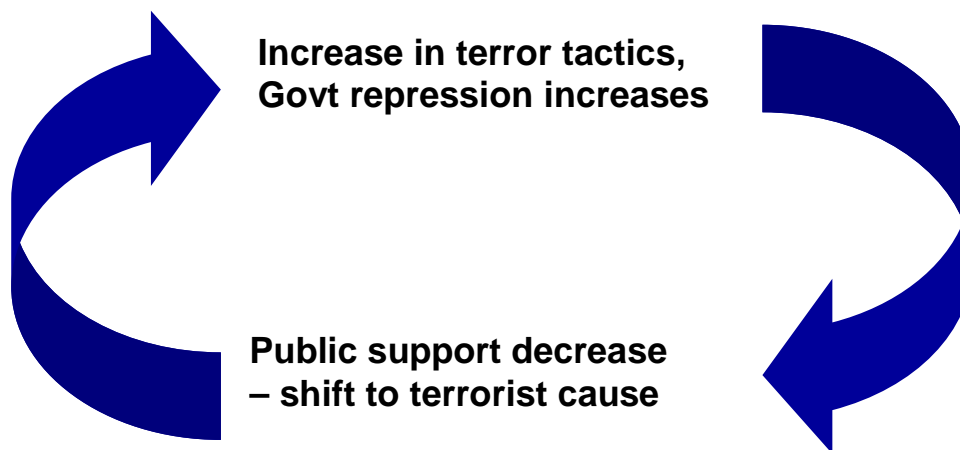 Increase in terror tactics,
Govt repression increases
Public support decrease
– shift to terrorist cause